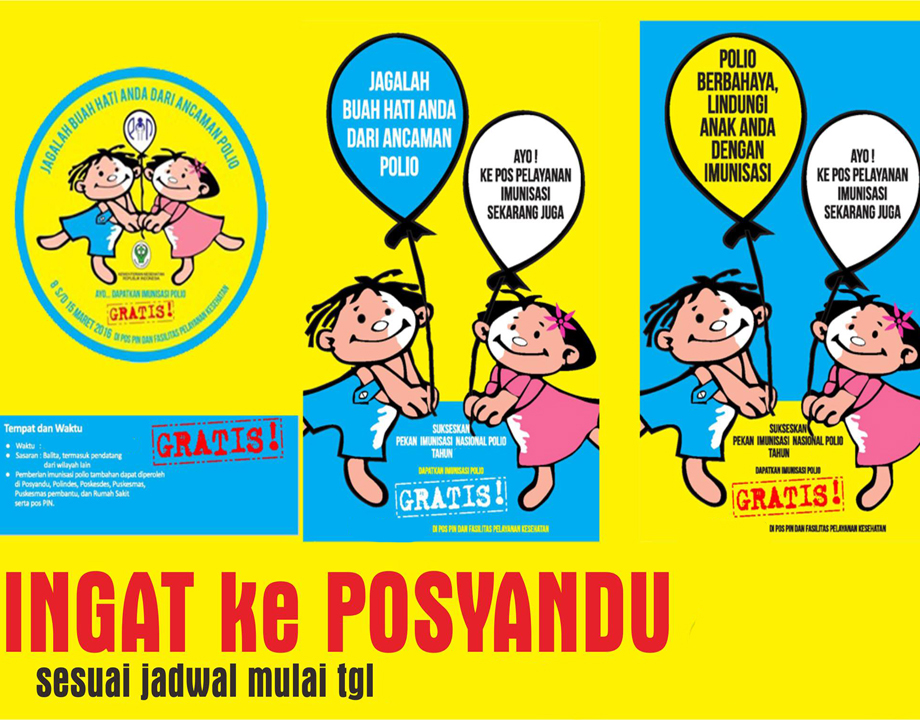 JAGALAH BUAH HATI ANDA DARI ANCAMAN POLIO
PIN
KEMENTERIAN KESEHATAN
REPUBLIK INDONESIA
AYO... DAPATKAN IMUNISASI POLIO
GRATIS!
8 S/D 15 MARET 2016 DI POS PIN DAN FASILITAS PELAYANAN KESEHATAN
Tempat dan Waktu
GRATIS!
• Waktu :
• Sasaran : Balita, termasuk pendatang
dari wilayah lain
• Pemberian imunisasi polio tambahan dapat diperoleh
di Posyandu, Polindes, Poskesdes, Puskesmas,
Puskesmas pembantu, dan Rumah Sakit
serta pos PIN.
JAGALAH
BUAH HATI ANDA
DARI ANCAMAN
POLIO
AYO !
KE POS PELAYANAN
IMUNISASI
SEKARANG JUGA
SUKSESKAN
PEKAN IMUNISASI NASIONAL POLIO
TAHUN
DAPATKAN IMUNISASI POLIO
GRATIS!
DI POS PIN DAN FASILITAS PELAYANAN KESEHATAN
POLIO
BERBAHAYA,
LINDUNGI
ANAK ANDA
DENGAN
IMUNISASI
AYO !
KE POS PELAYANAN
IMUNISASI
SEKARANG JUGA
SUKSESKAN
PEKAN IMUNISASI NASIONAL POLIO
TAHUN
DAPATKAN IMUNISASI POLIO
GRATIS!
DI POS PIN DAN FASILITAS PELAYANAN KESEHATAN
INGAT ke POSYANDU
sesuai jadwal mulai tgl